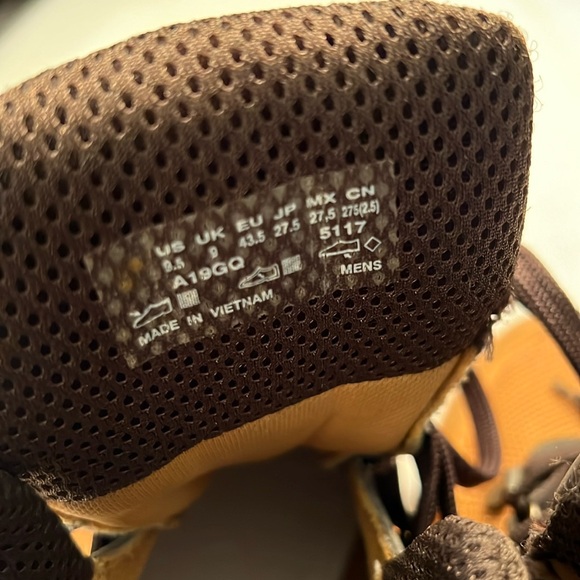 US UK EU JP MX CN
9.5 9 43.5 27.5 27,5 275(2.5)
A19GQ 5117
MENS
MADE IN VIETNAM